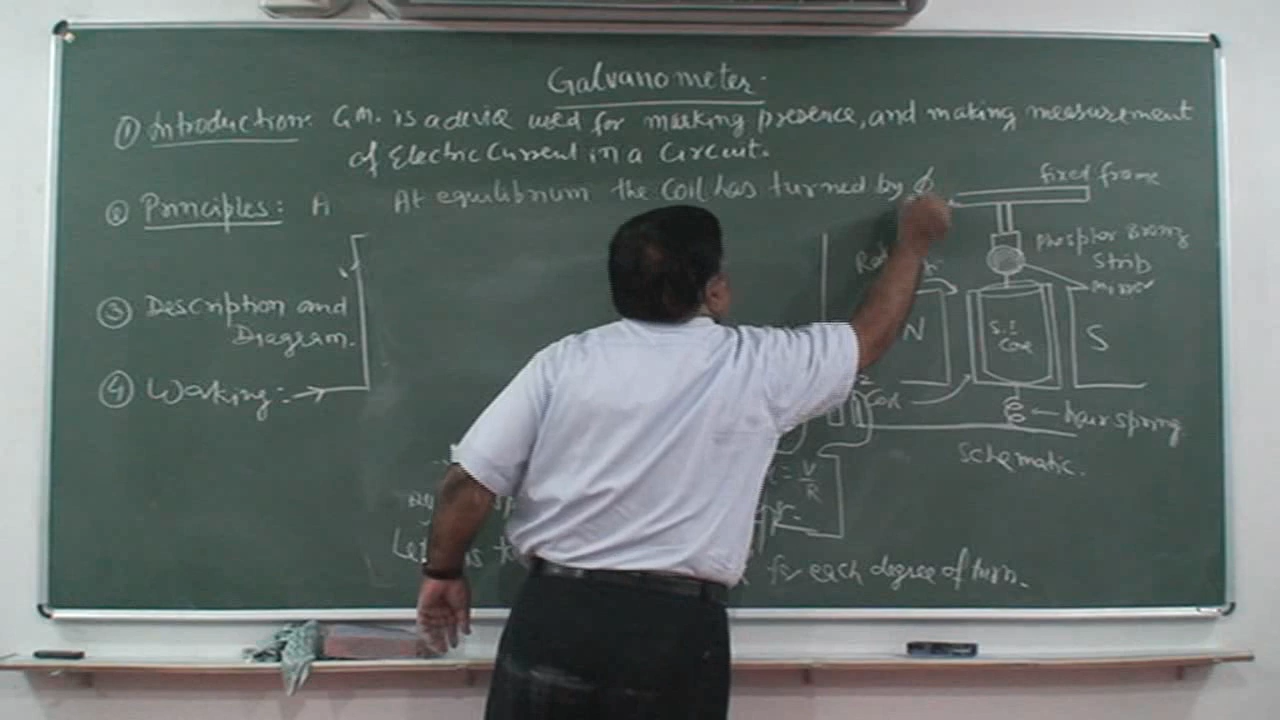 Galvanometer.
① Introduction: G.M. is a device used for marking presence, and making measurement
of Electric Current in a Circuit.
② Principles: A
At equilibrium the Coil has turned by ϕ
③ Description and
Diagram.
④ Working:- →
fixed frame
Phosphor Bronze
Strip
Mirror
N
S.I
Core
S
Coil
hair spring
Schematic.
= V/R
for each degree of turn.